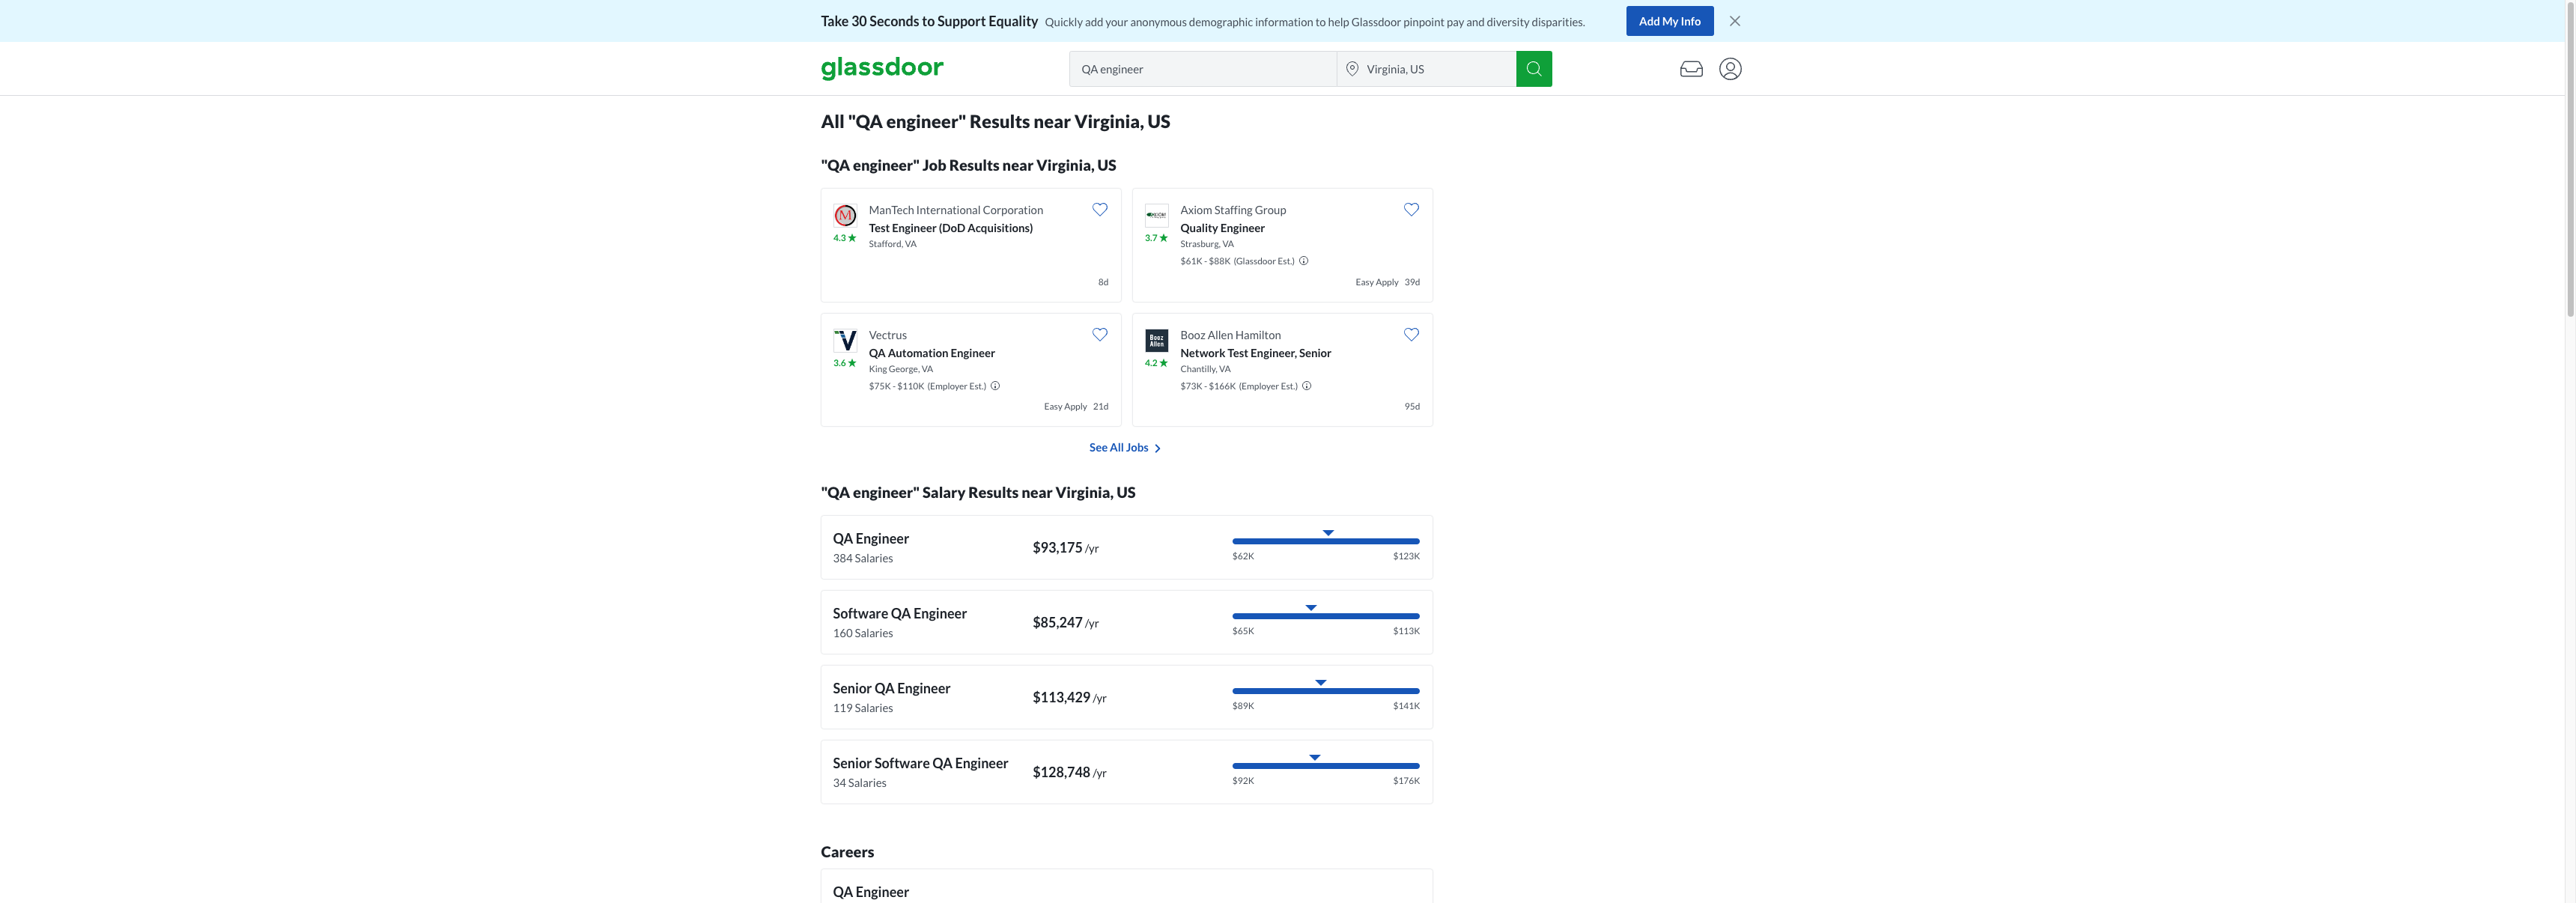 Take 30 Seconds to Support Equality Quickly add your anonymous demographic information to help Glassdoor pinpoint pay and diversity disparities. Add My Info
glassdoor QA engineer Virginia, US
All "QA engineer" Results near Virginia, US
"QA engineer" Job Results near Virginia, US
M
4.3 ★
ManTech International Corporation
Test Engineer (DoD Acquisitions)
Stafford, VA
8d
3.7 ★
Axiom Staffing Group
Quality Engineer
Strasburg, VA
$61K - $88K (Glassdoor Est.)
Easy Apply 39d
V
3.6 ★
Vectrus
QA Automation Engineer
King George, VA
$75K - $110K (Employer Est.)
Easy Apply 21d
Booz
Allen
4.2 ★
Booz Allen Hamilton
Network Test Engineer, Senior
Chantilly, VA
$73K - $166K (Employer Est.)
95d
See All Jobs
"QA engineer" Salary Results near Virginia, US
QA Engineer
384 Salaries
$93,175 /yr
$62K $123K
Software QA Engineer
160 Salaries
$85,247 /yr
$65K $113K
Senior QA Engineer
119 Salaries
$113,429 /yr
$89K $141K
Senior Software QA Engineer
34 Salaries
$128,748 /yr
$92K $176K
Careers
QA Engineer